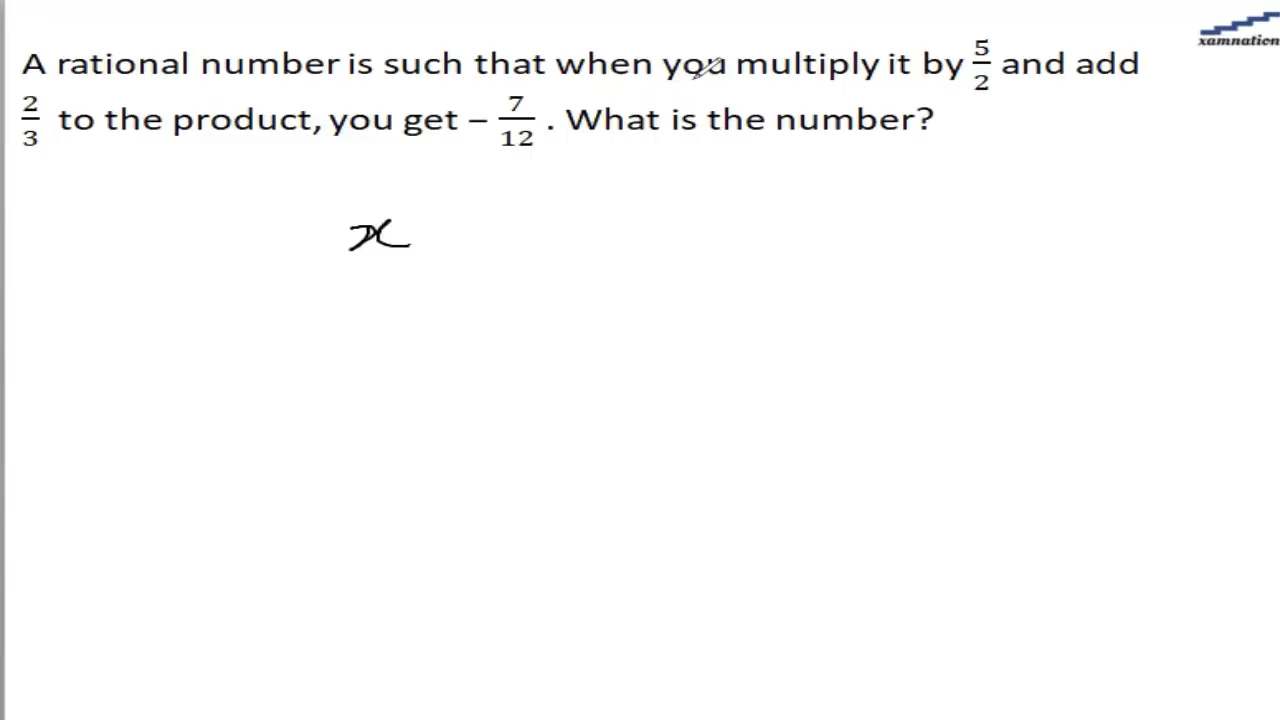 xamnation
A rational number is such that when you multiply it by 5/2 and add
2/3 to the product, you get – 7/12 . What is the number?
x